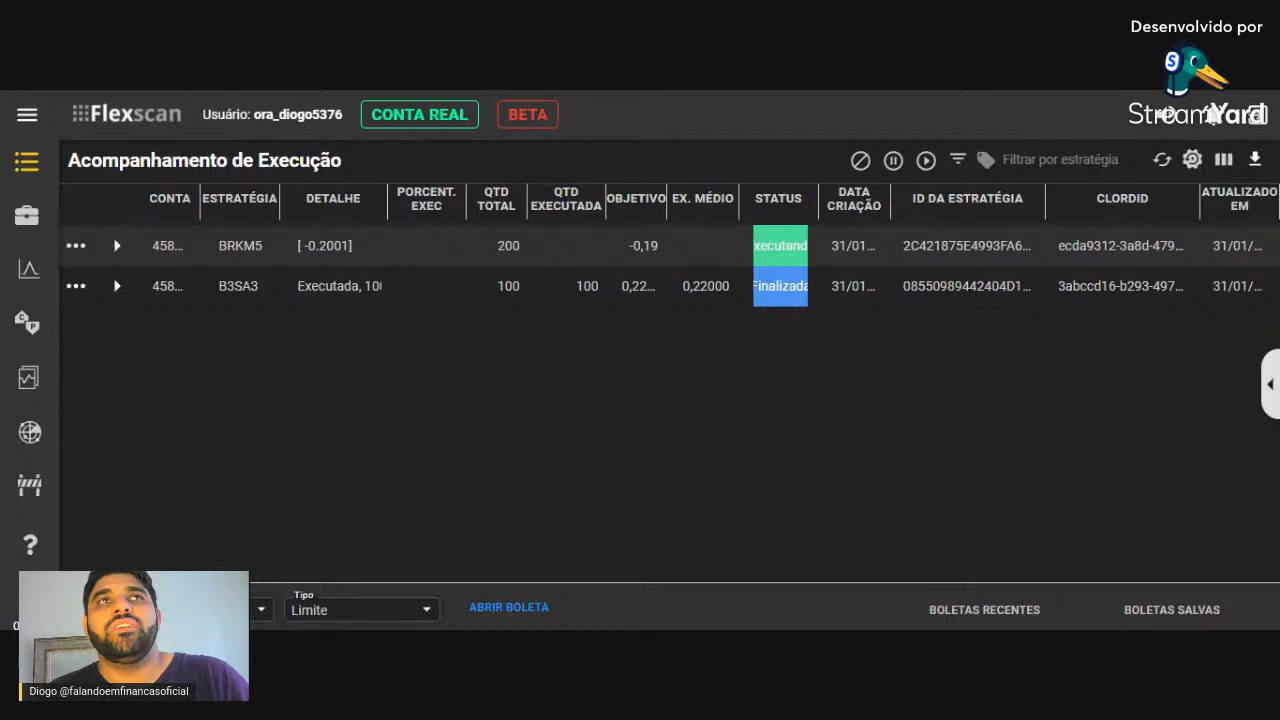 Desenvolvido por
StreamYard
Flexscan
Usuário: ora_diogo5376
CONTA REAL
BETA
Acompanhamento de Execução
Filtrar por estratégia
CONTA ESTRATÉGIA DETALHE PORCENT. EXEC QTD TOTAL QTD EXECUTADA OBJETIVO EX. MÉDIO STATUS DATA CRIAÇÃO ID DA ESTRATÉGIA CLORDID ATUALIZADO EM
458... BRKM5 [ -0.2001] 200 -0,19 xecutand 31/01... 2C421875E4993FA6... ecda9312-3a8d-479... 31/01/...
458... B3SA3 Executada, 100 100 100 0,22... 0,22000 Finalizada 31/01... 08550989442404D1... 3abccd16-b293-497... 31/01/...
Tipo
Limite
ABRIR BOLETA
BOLETAS RECENTES
BOLETAS SALVAS
Diogo @falandoemfinancasoficial